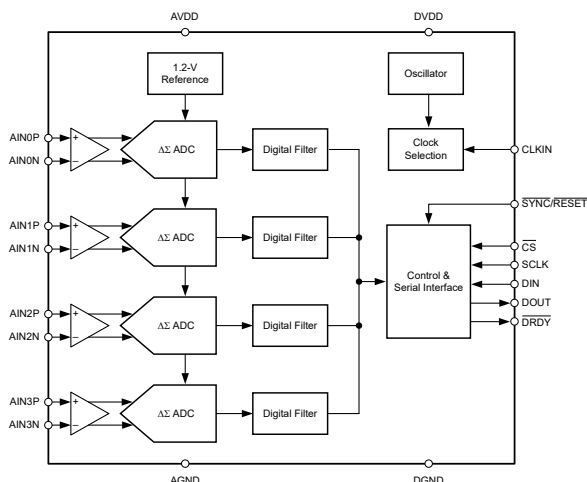 AVDD
DVDD
1.2-V
Reference
Oscillator
AIN0P
+
ΔΣ ADC
Digital Filter
Clock
Selection
CLKIN
AIN0N
−
SYNC/RESET
AIN1P
+
ΔΣ ADC
Digital Filter
AIN1N
−
Control &
Serial Interface
CS
SCLK
DIN
DOUT
DRDY
AIN2P
+
ΔΣ ADC
Digital Filter
AIN2N
−
AIN3P
+
ΔΣ ADC
Digital Filter
AIN3N
−
AGND
DGND